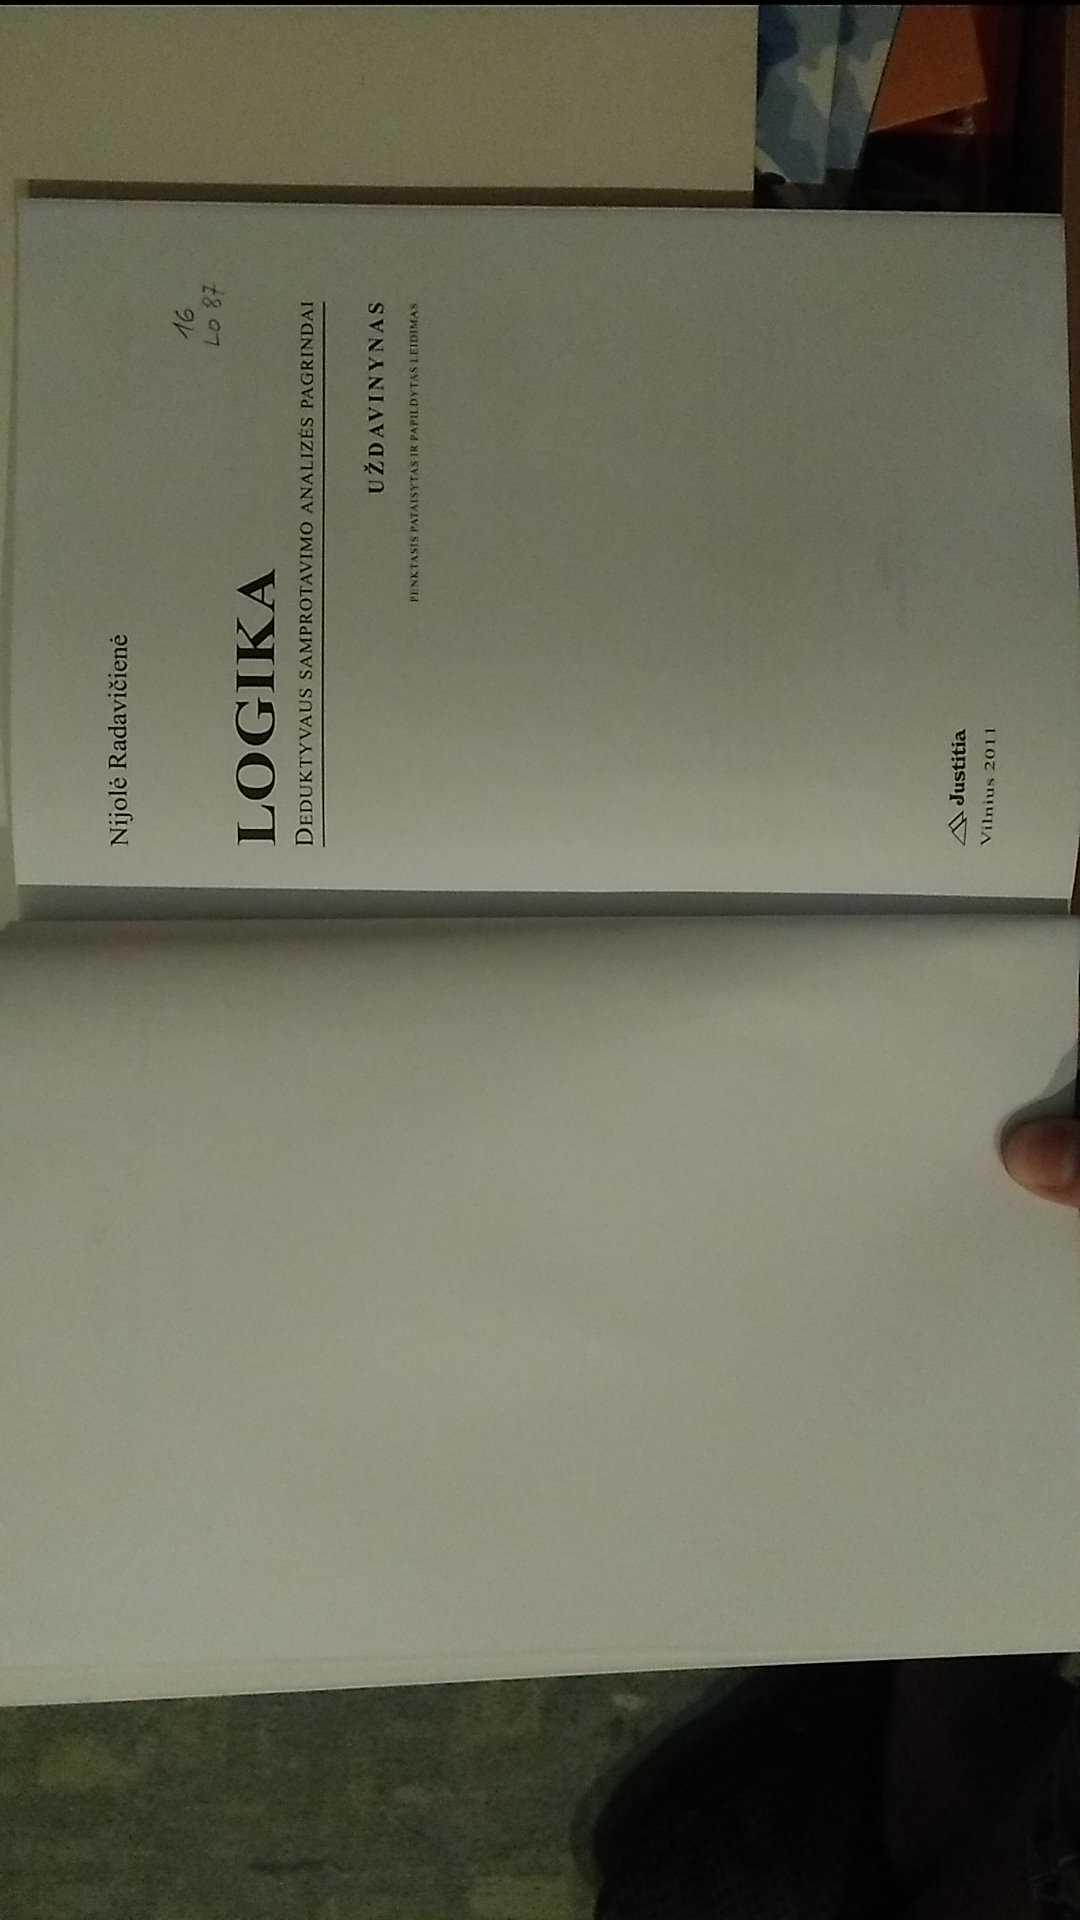 Nijolė Radavičienė
16
LO 87
LOGIKA
DEDUKTYVAUS SAMPROTAVIMO ANALIZĖS PAGRINDAI
UŽDAVINYNAS
PENKTASIS PATAISYTAS IR PAPILDYTAS LEIDIMAS
Justitia
Vilnius 2011